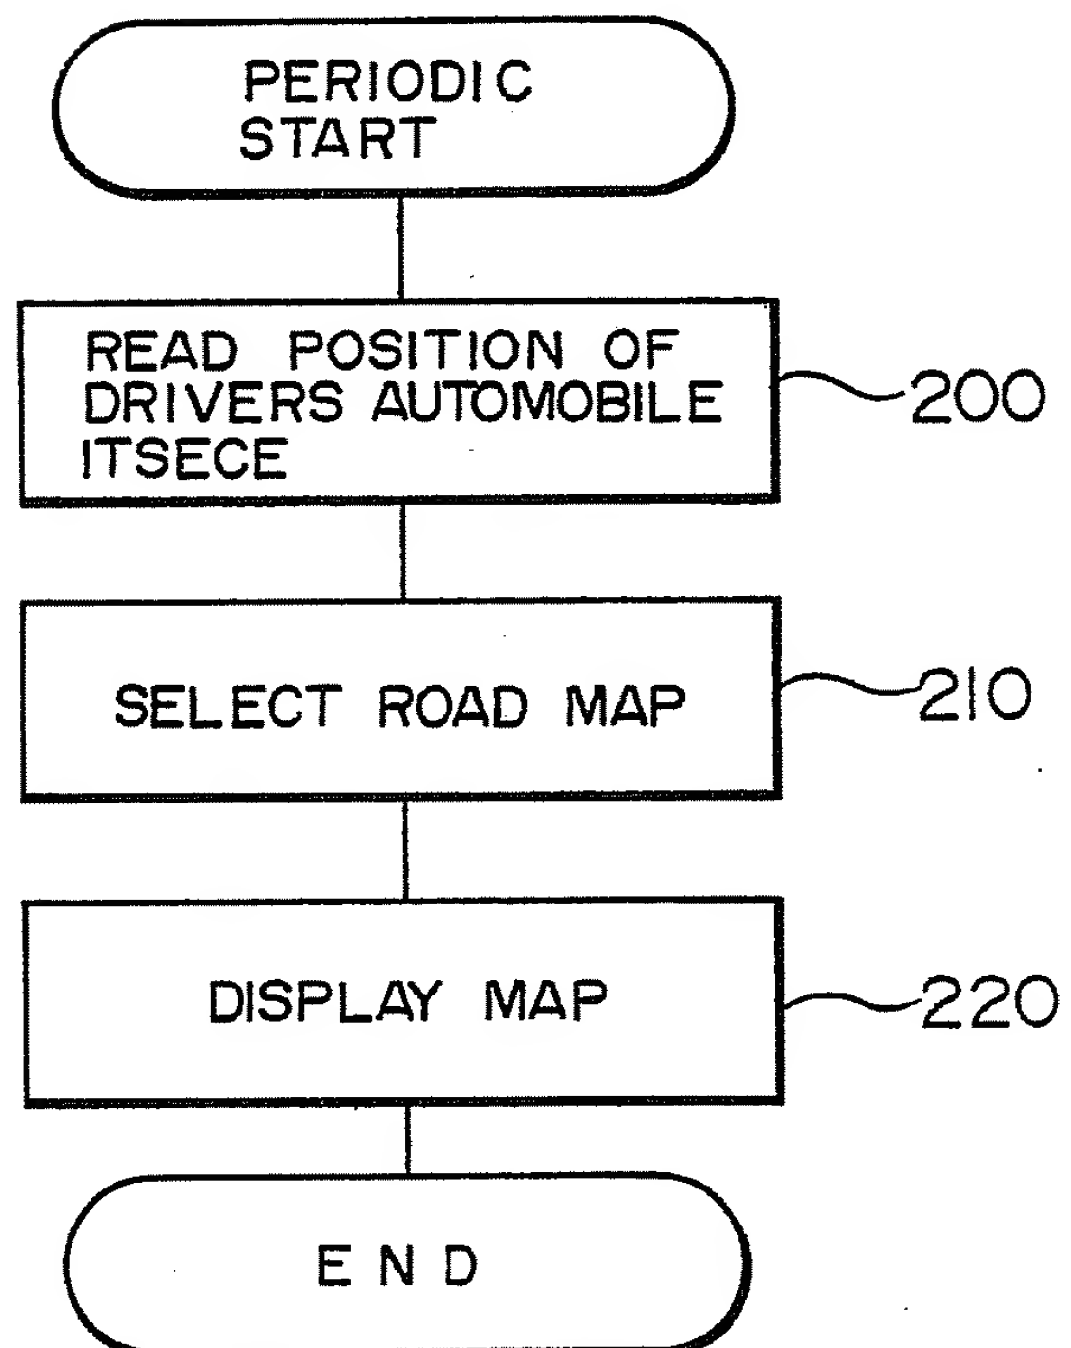 PERIODIC
START
READ POSITION OF
DRIVERS AUTOMOBILE
ITSECE
200
SELECT ROAD MAP
210
DISPLAY MAP
220
END